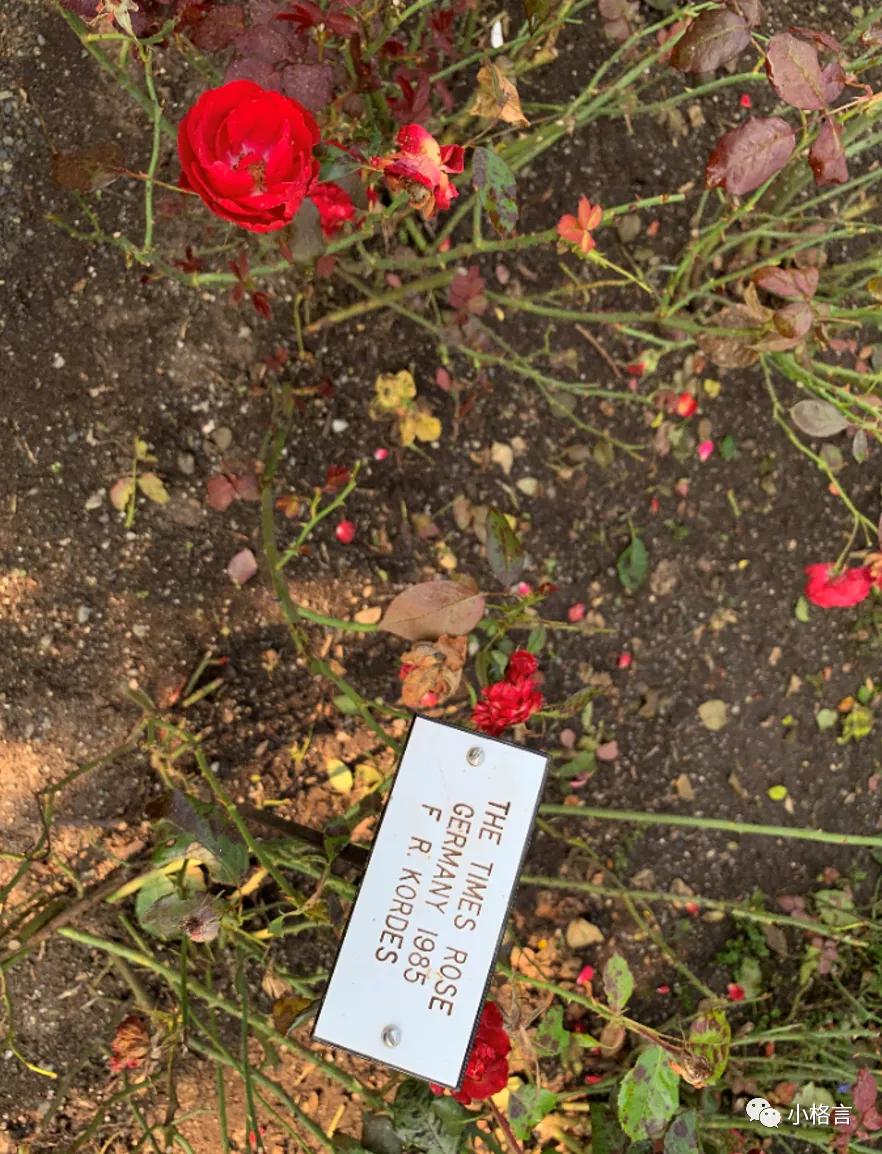 THE TIMES ROSE
GERMANY 1985
F R. KORDES
小格言